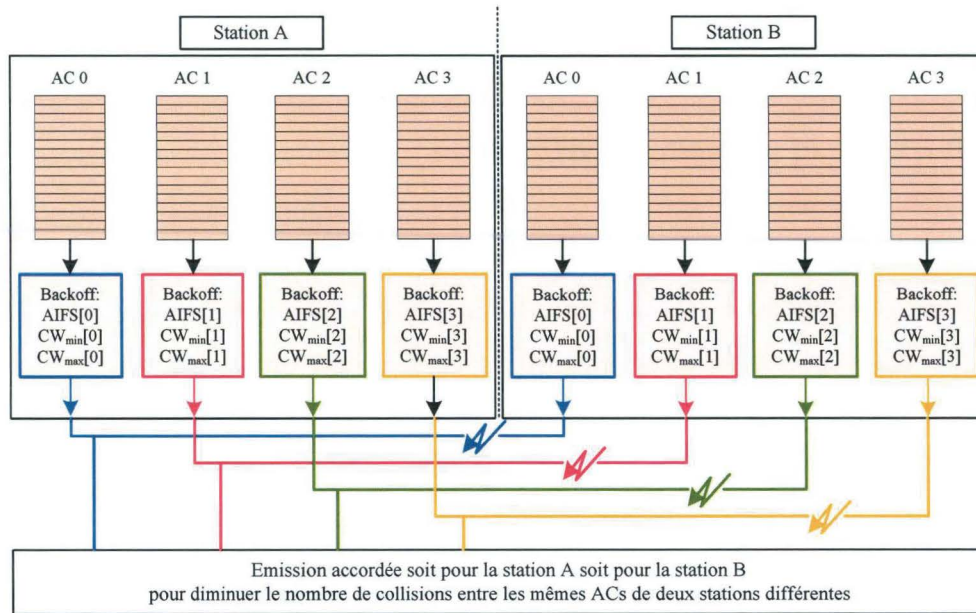 Station A
Station B
AC 0
AC 1
AC 2
AC 3
AC 0
AC 1
AC 2
AC 3
Backoff:
AIFS[0]
CWmin[0]
CWmax[0]
Backoff:
AIFS[1]
CWmin[1]
CWmax[1]
Backoff:
AIFS[2]
CWmin[2]
CWmax[2]
Backoff:
AIFS[3]
CWmin[3]
CWmax[3]
Backoff:
AIFS[0]
CWmin[0]
CWmax[0]
Backoff:
AIFS[1]
CWmin[1]
CWmax[1]
Backoff:
AIFS[2]
CWmin[2]
CWmax[2]
Backoff:
AIFS[3]
CWmin[3]
CWmax[3]
Emission accordée soit pour la station A soit pour la station B
pour diminuer le nombre de collisions entre les mêmes ACs de deux stations différentes